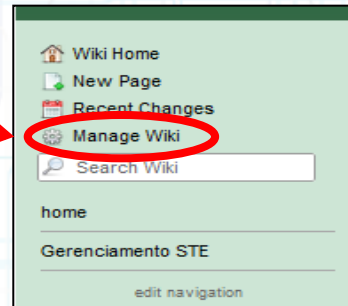 Wiki Home
New Page
Recent Changes
Manage Wiki
Search Wiki
home
Gerenciamento STE
edit navigation